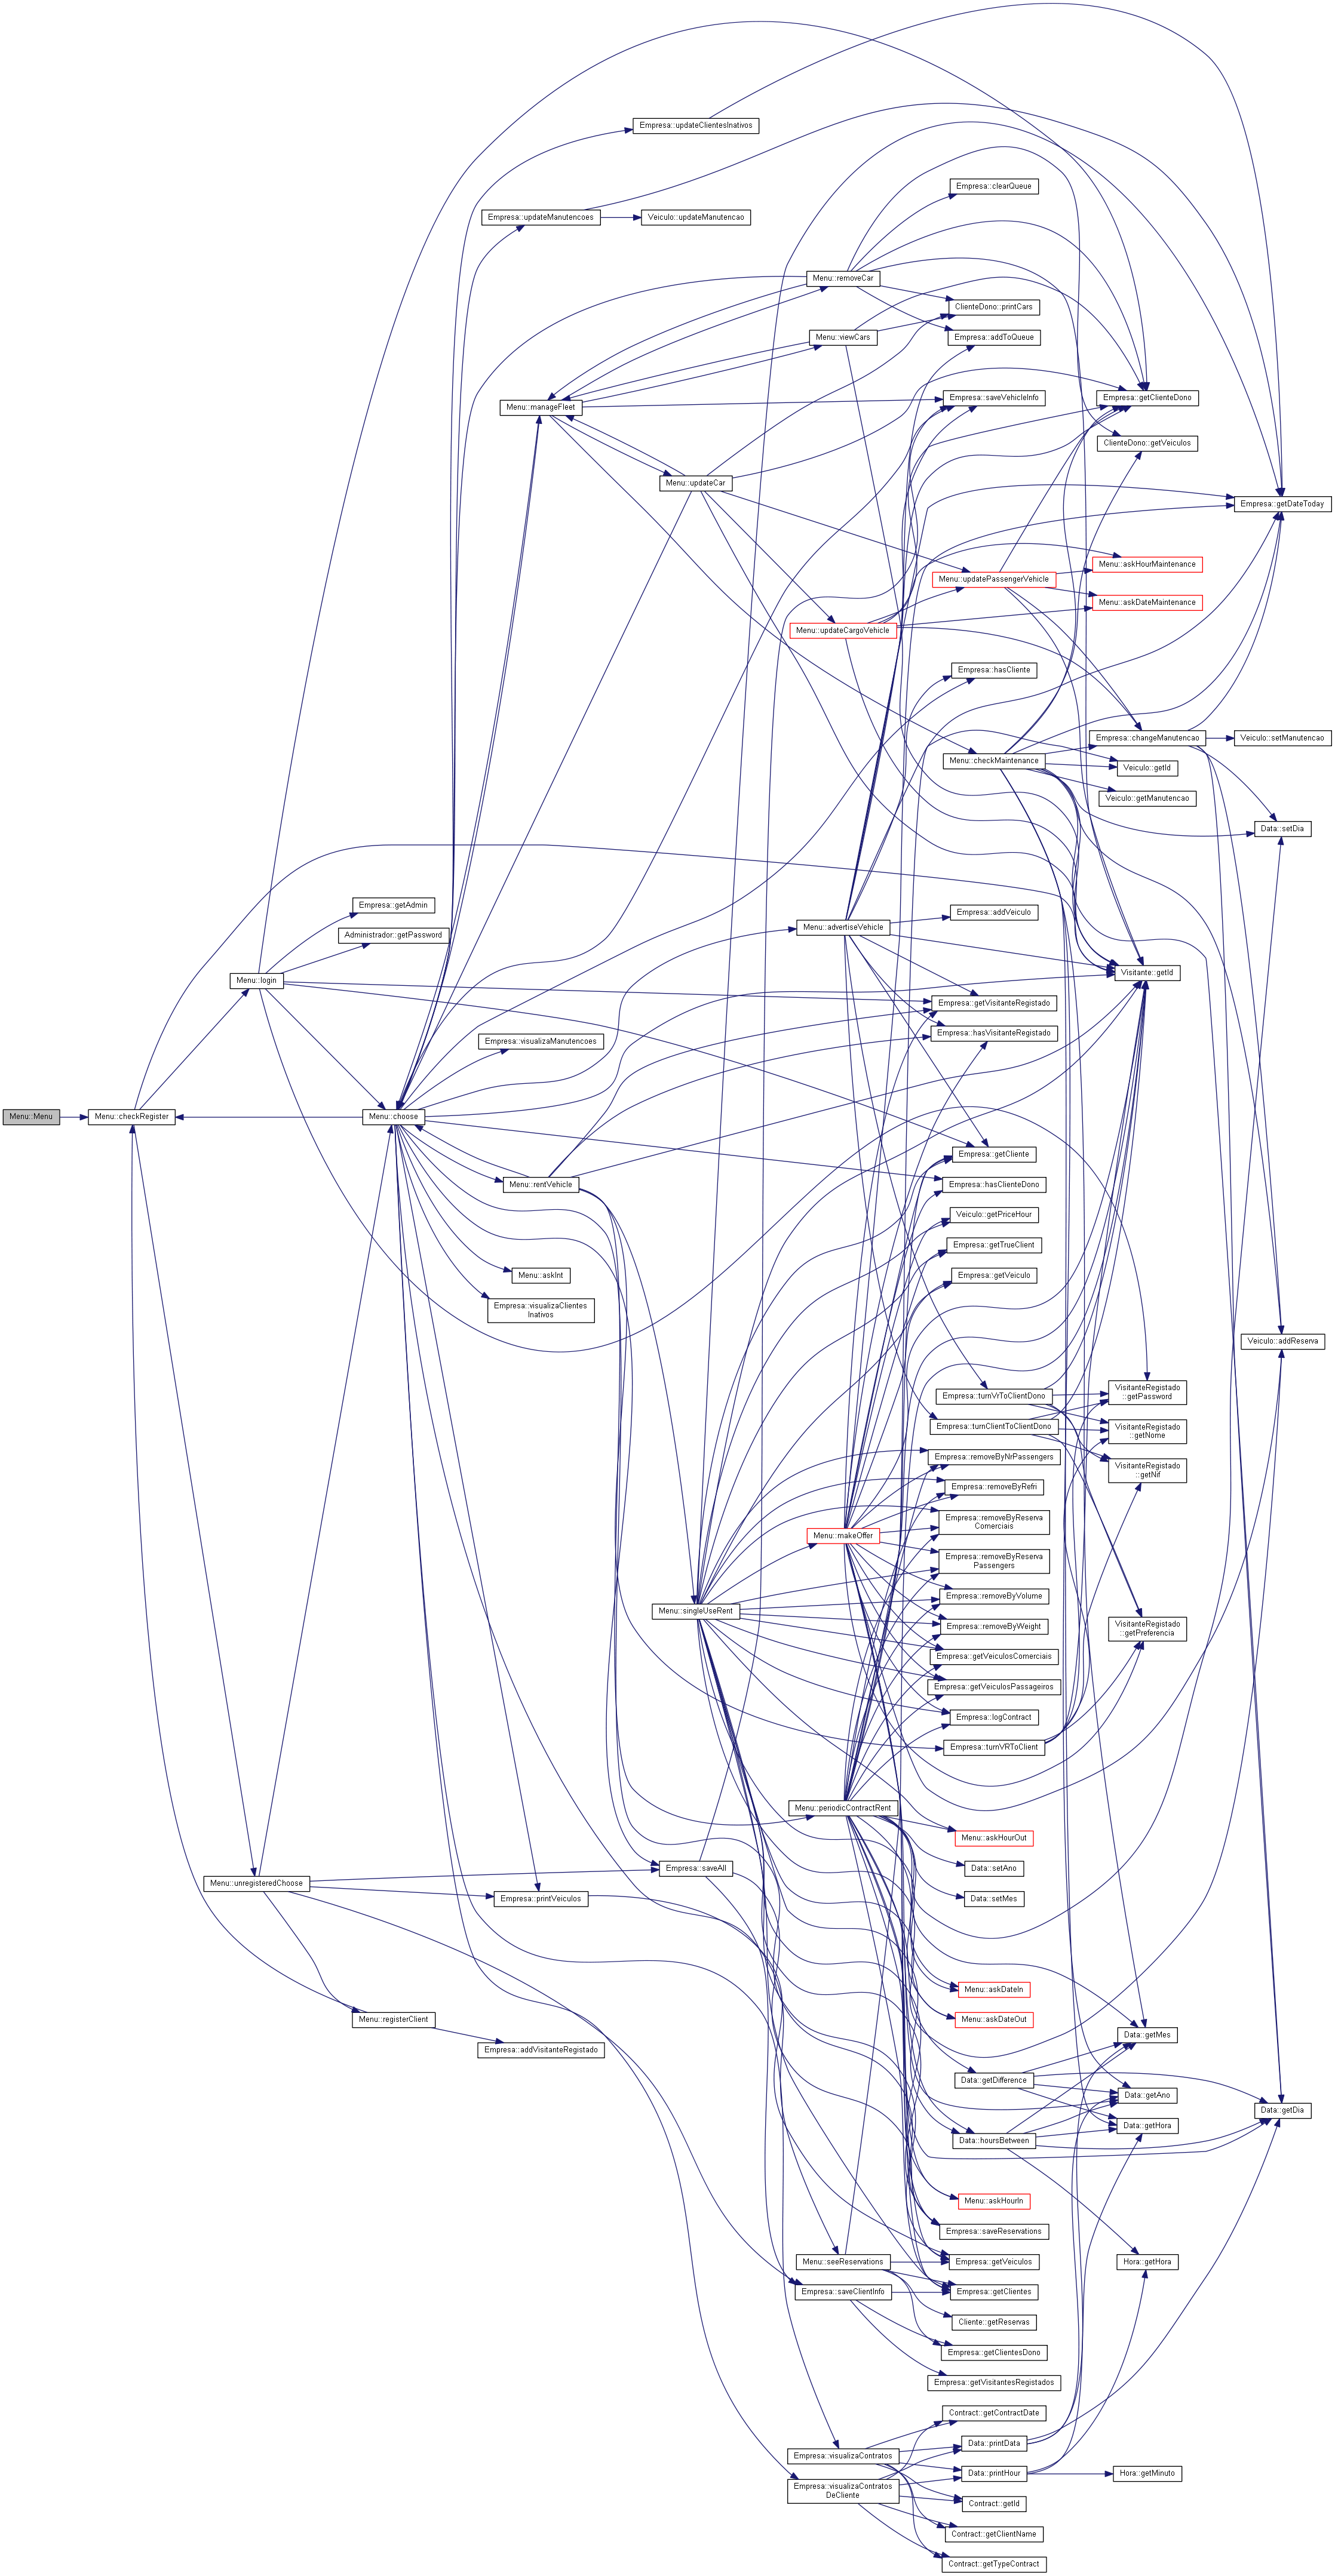 Empresa::updateClientesInativos
Empresa::clearQueue
Empresa::updateManutencoes
Veiculo::updateManutencao
Menu::removeCar
ClienteDono::printCars
Menu::viewCars
Empresa::addToQueue
Empresa::saveVehicleInfo
Empresa::getClienteDono
Menu::manageFleet
ClienteDono::getVeiculos
Menu::updateCar
Empresa::getDateToday
Menu::askHourMaintenance
Menu::updatePassengerVehicle
Menu::askDateMaintenance
Menu::updateCargoVehicle
Empresa::hasCliente
Empresa::changeManutencao
Veiculo::setManutencao
Menu::checkMaintenance
Veiculo::getId
Veiculo::getManutencao
Data::setDia
Empresa::getAdmin
Empresa::addVeiculo
Menu::advertiseVehicle
Administrador::getPassword
Visitante::getId
Menu::login
Empresa::getVisitanteRegistado
Empresa::hasVisitanteRegistado
Empresa::visualizaManutencoes
Menu::Menu
Menu::checkRegister
Menu::choose
Empresa::getCliente
Menu::rentVehicle
Empresa::hasClienteDono
Veiculo::getPriceHour
Empresa::getTrueClient
Menu::askInt
Empresa::getVeiculo
Empresa::visualizaClientes
Inativos
Veiculo::addReserva
Empresa::turnVrToClientDono
VisitanteRegistado
::getPassword
Empresa::turnClientToClientDono
VisitanteRegistado
::getNome
Empresa::removeByNrPassengers
VisitanteRegistado
::getNif
Empresa::removeByRefri
Empresa::removeByReserva
Comerciais
Menu::makeOffer
Empresa::removeByReserva
Passengers
Empresa::removeByVolume
Menu::singleUseRent
Empresa::removeByWeight
VisitanteRegistado
::getPreferencia
Empresa::getVeiculosComerciais
Empresa::getVeiculosPassageiros
Empresa::logContract
Empresa::turnVRToClient
Menu::periodicContractRent
Menu::askHourOut
Empresa::saveAll
Data::setAno
Menu::unregisteredChoose
Empresa::printVeiculos
Data::setMes
Menu::askDateIn
Menu::registerClient
Menu::askDateOut
Data::getMes
Empresa::addVisitanteRegistado
Data::getDifference
Data::getAno
Data::getDia
Data::getHora
Data::hoursBetween
Menu::askHourIn
Empresa::saveReservations
Menu::seeReservations
Empresa::getVeiculos
Hora::getHora
Empresa::saveClientInfo
Empresa::getClientes
Cliente::getReservas
Empresa::getClientesDono
Empresa::getVisitantesRegistados
Contract::getContractDate
Data::printData
Empresa::visualizaContratos
Data::printHour
Hora::getMinuto
Empresa::visualizaContratos
DeCliente
Contract::getId
Contract::getClientName
Contract::getTypeContract